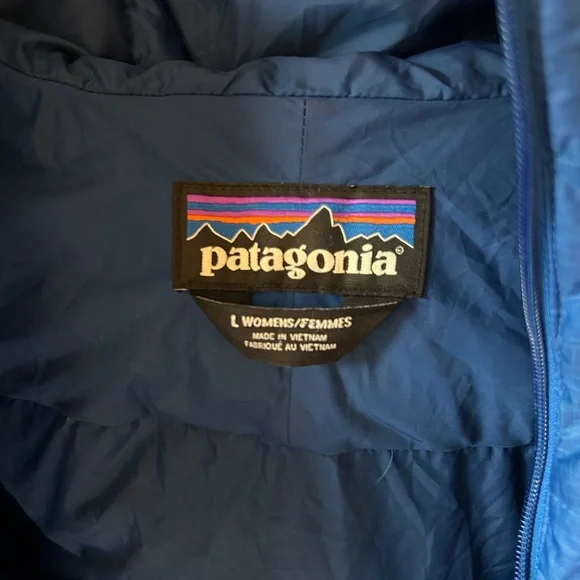 patagonia®
L WOMENS/FEMMES
MADE IN VIETNAM
FABRIQUÉ AU VIETNAM